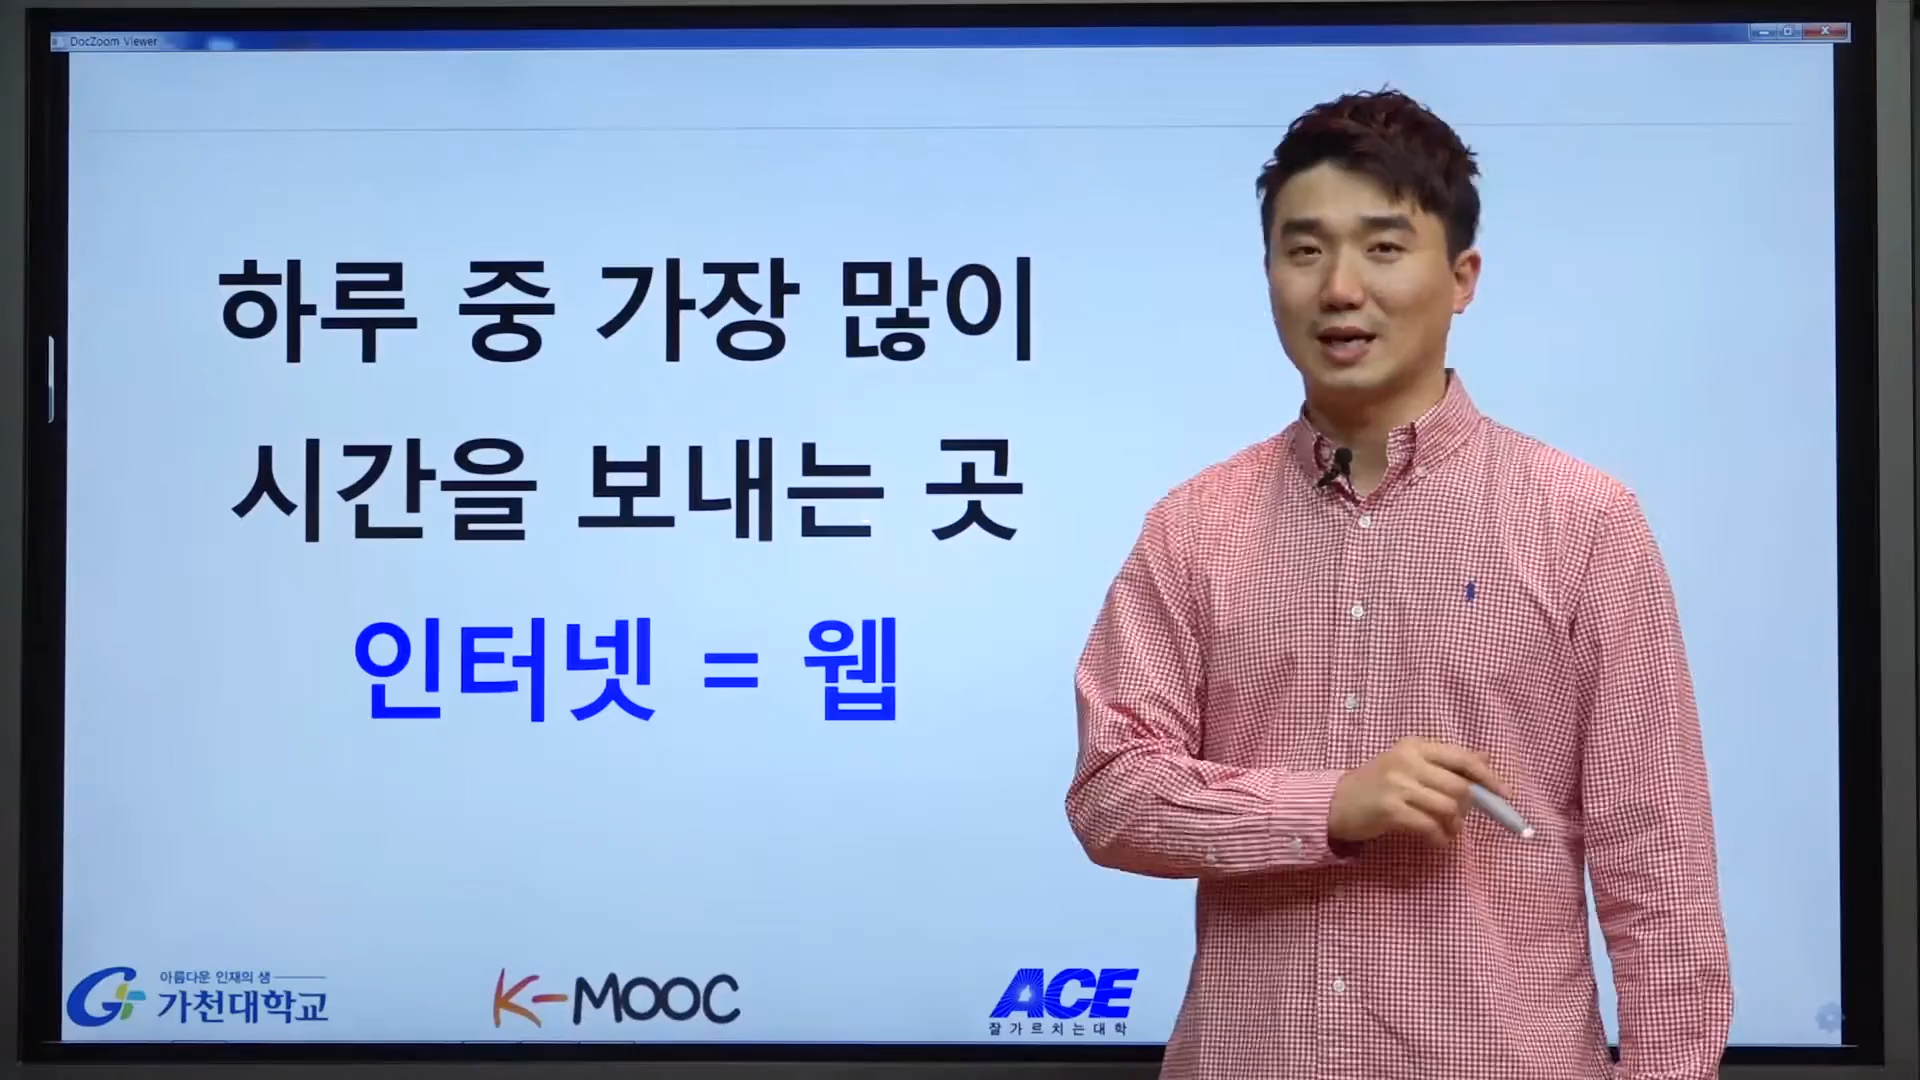 DocZoom Viewer
하루 중 가장 많이
시간을 보내는 곳
인터넷 = 웹
아름다운 인재의 샘
가천대학교
K-MOOC
ACE
잘가르치는대학